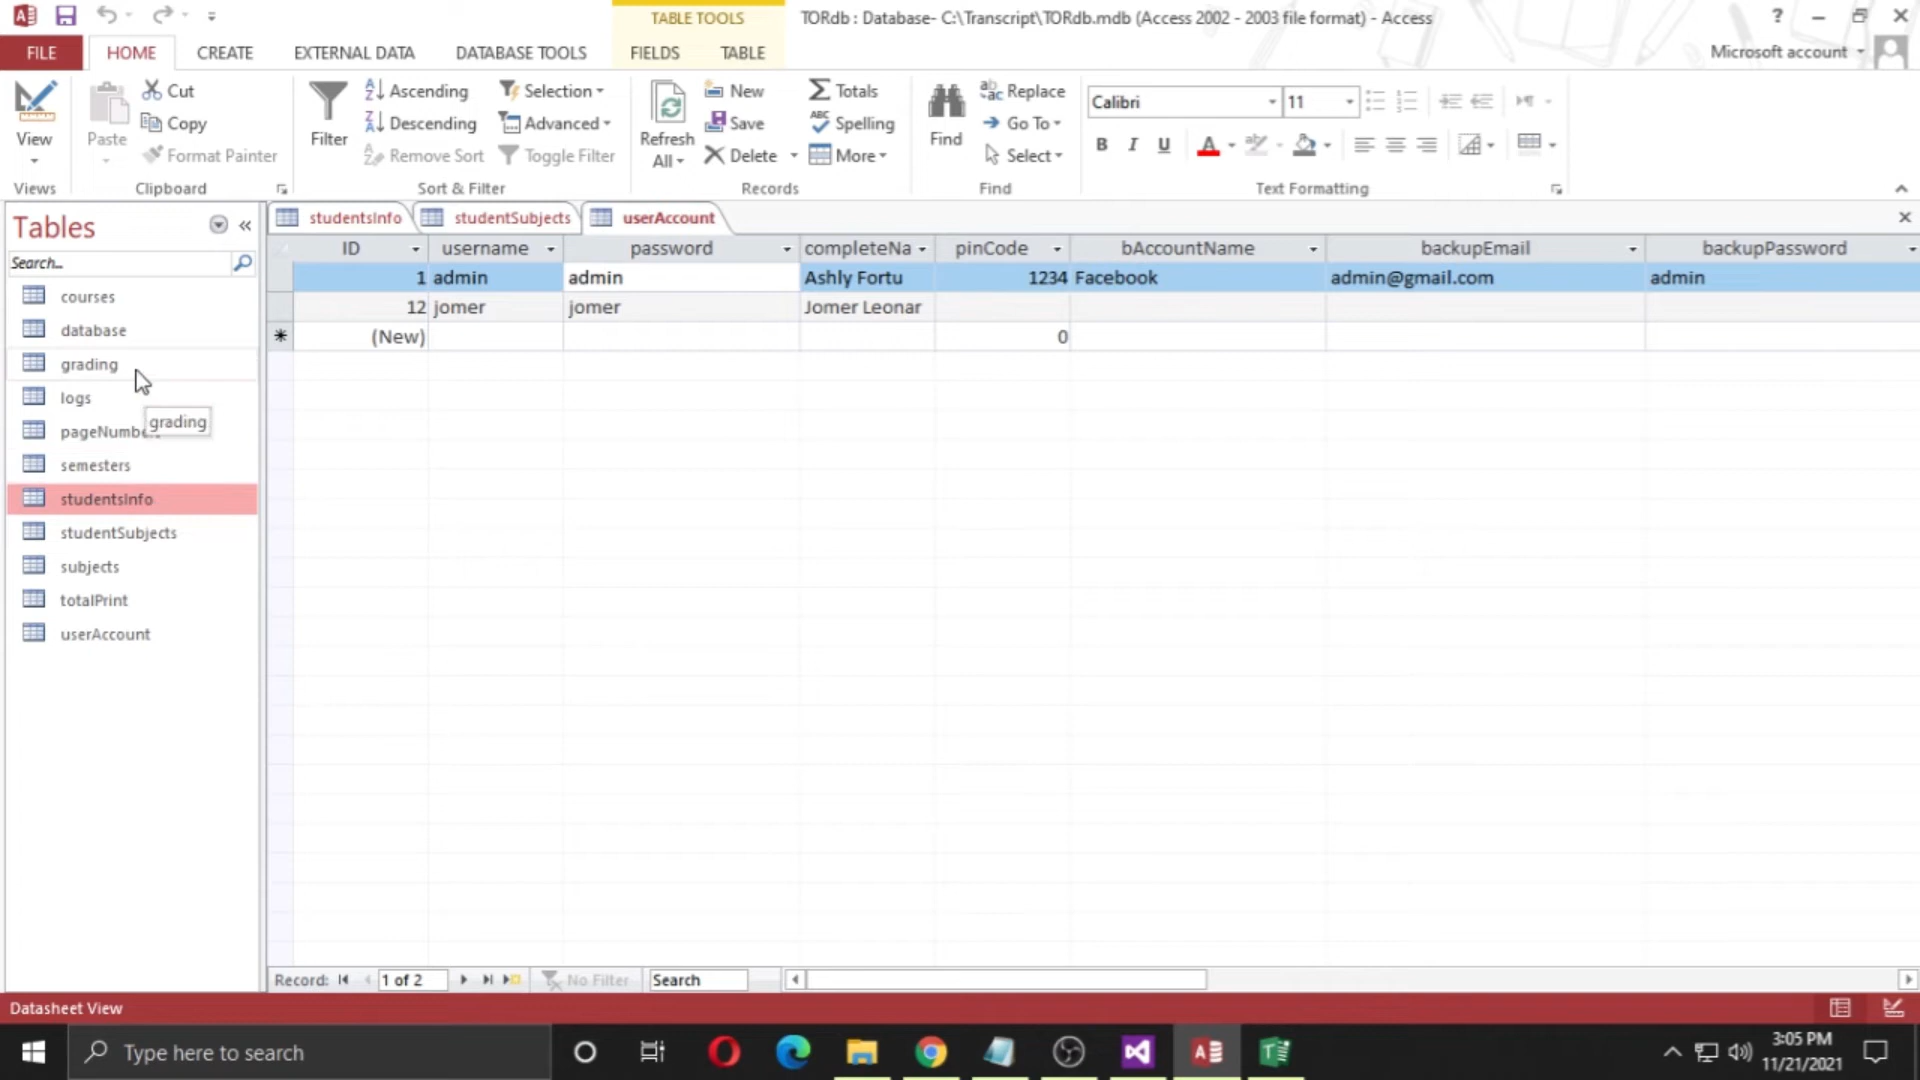 TABLE TOOLS
TORdb : Database- C:\Transcript\TORdb.mdb (Access 2002 - 2003 file format) - Access
?
FILE
HOME
CREATE
EXTERNAL DATA
DATABASE TOOLS
FIELDS
TABLE
Microsoft account
View
Views
Paste
Cut
Copy
Format Painter
Clipboard
Filter
Ascending
Descending
Remove Sort
Selection
Advanced
Toggle Filter
Sort & Filter
Refresh
All
New
Save
Delete
Totals
Spelling
More
Records
Find
Replace
Go To
Select
Find
Calibri
11
B I U A
Text Formatting
Tables
Search...
courses
database
grading
logs
pageNumbe
grading
semesters
studentsInfo
studentSubjects
subjects
totalPrint
userAccount
studentsInfo
studentSubjects
userAccount
ID username password completeNa pinCode bAccountName backupEmail backupPassword
1 admin admin Ashly Fortu 1234 Facebook admin@gmail.com admin
12 jomer jomer Jomer Leonar
* (New) 0
Record: 1 of 2 No Filter Search
Datasheet View
Type here to search
3:05 PM
11/21/2021